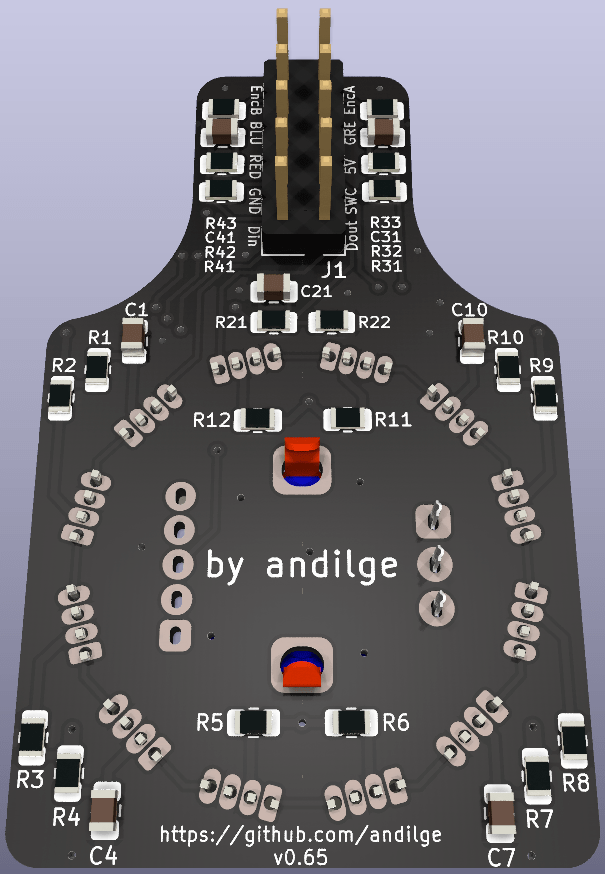 EncB BLU RED GND Din
EncA GRE 5V SWC Dout
R43
C41
R42
R41
R33
C31
R32
R31
J1
C21
R21
R22
C1
C10
R1
R10
R2
R9
R12
R11
by andilge
R5
R6
R3
R8
R4
R7
C4
C7
https://github.com/andilge
v0.65